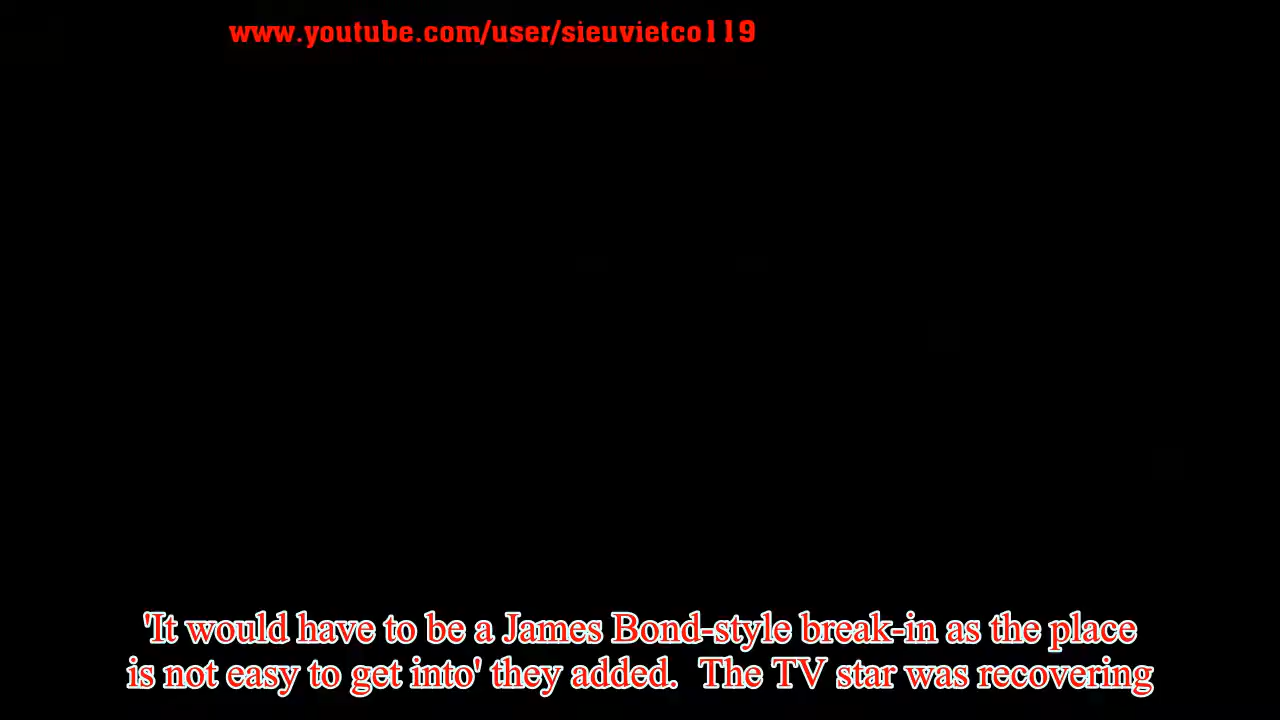 www.youtube.com/user/sieuvietco119
'It would have to be a James Bond-style break-in as the place
is not easy to get into' they added.  The TV star was recovering